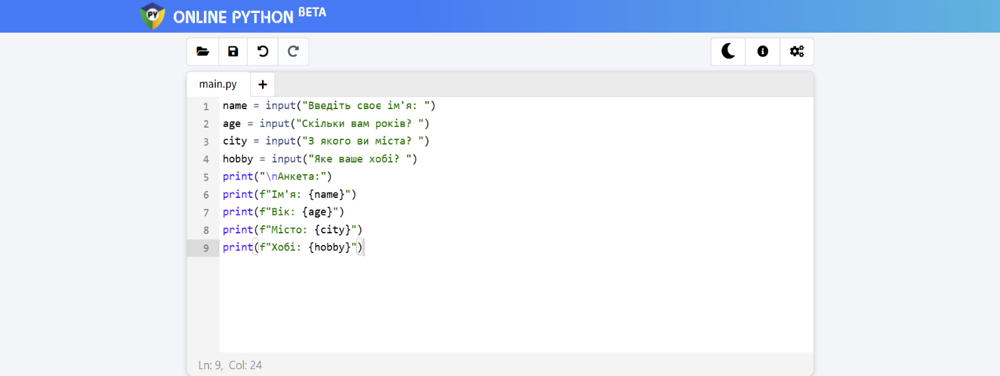 ONLINE PYTHON BETA
main.py
1 name = input("Введіть своє ім'я: ")
2 age = input("Скільки вам років? ")
3 city = input("З якого ви міста? ")
4 hobby = input("Яке ваше хобі? ")
5 print("\nАнкета:")
6 print(f"Ім'я: {name}")
7 print(f"Вік: {age}")
8 print(f"Місто: {city}")
9 print(f"Хобі: {hobby}")
Ln: 9, Col: 24